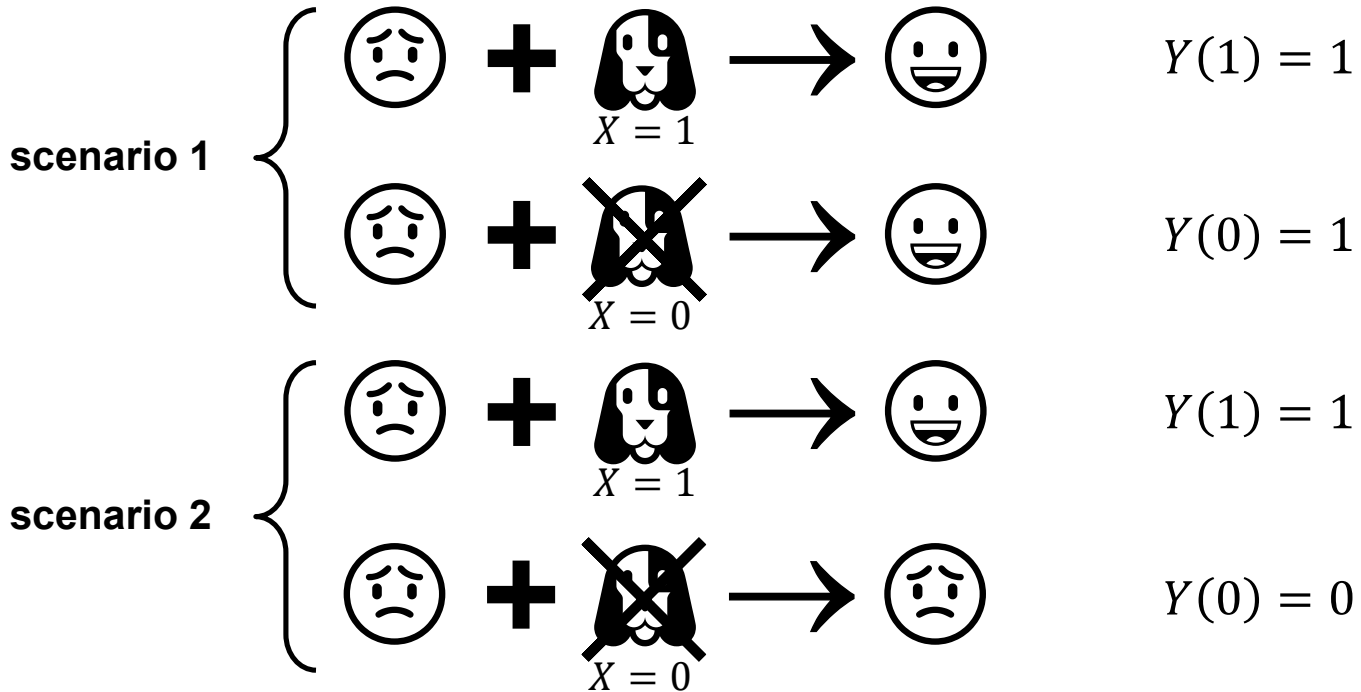 Y(1) = 1
X = 1
scenario 1
Y(0) = 1
X = 0
Y(1) = 1
X = 1
scenario 2
Y(0) = 0
X = 0